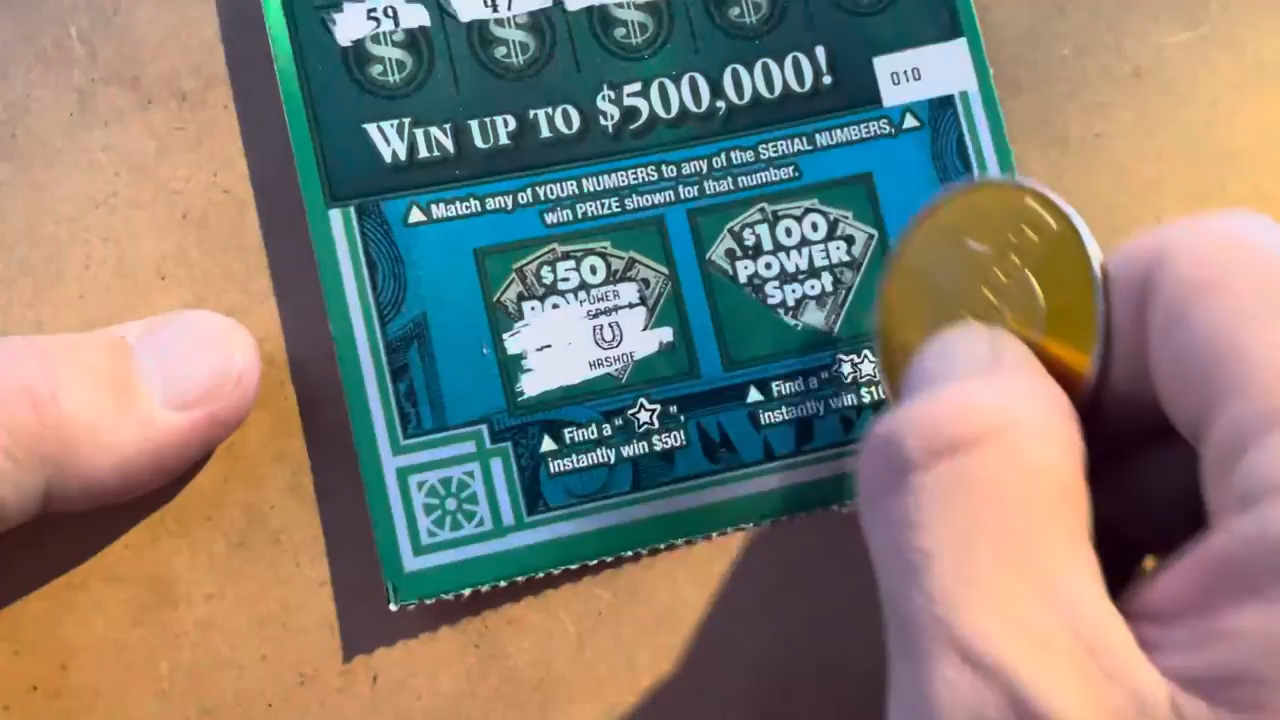 59 47
WIN UP TO $500,000!
010
Match any of YOUR NUMBERS to any of the SERIAL NUMBERS,
win PRIZE shown for that number.
$50
POWER
SPOT
HRSHOE
$100
POWER
Spot
Find a "☆",
instantly win $50!
Find a "☆☆
instantly win $10